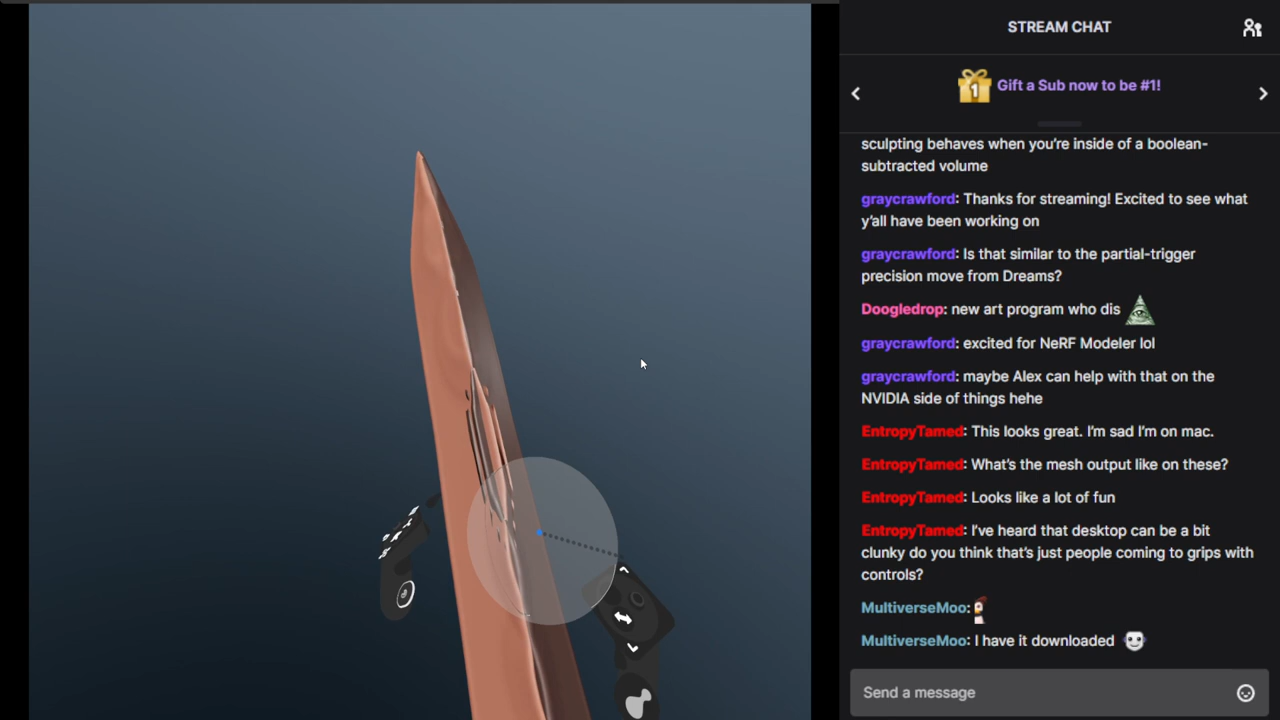 STREAM CHAT
1
Gift a Sub now to be #1!
sculpting behaves when you're inside of a boolean-
subtracted volume
graycrawford: Thanks for streaming! Excited to see what
y'all have been working on
graycrawford: Is that similar to the partial-trigger
precision move from Dreams?
Doogledrop: new art program who dis
graycrawford: excited for NeRF Modeler lol
graycrawford: maybe Alex can help with that on the
NVIDIA side of things hehe
EntropyTamed: This looks great. I'm sad I'm on mac.
EntropyTamed: What's the mesh output like on these?
EntropyTamed: Looks like a lot of fun
EntropyTamed: I've heard that desktop can be a bit
clunky do you think that's just people coming to grips with
controls?
MultiverseMoo:
MultiverseMoo: I have it downloaded
Send a message